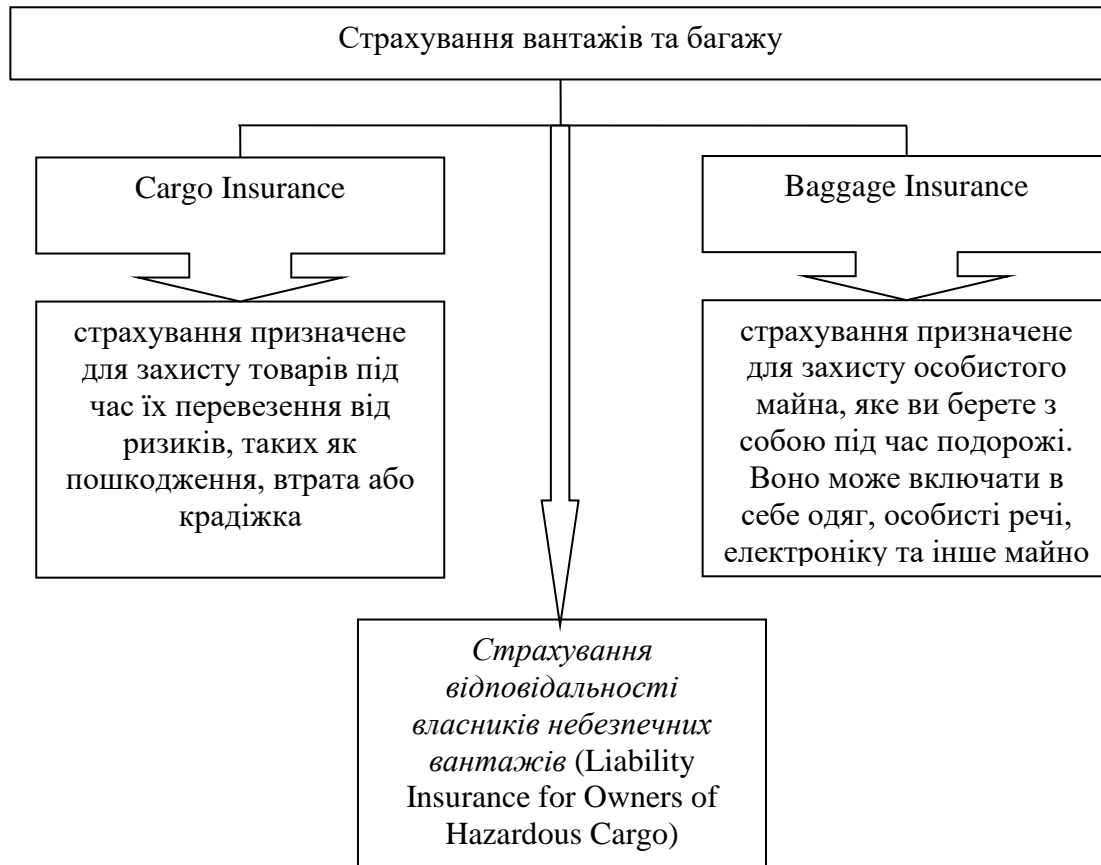 Страхування вантажів та багажу
Cargo Insurance
Baggage Insurance
страхування призначене
для захисту товарів під
час їх перевезення від
ризиків, таких як
пошкодження, втрата або
крадіжка
страхування призначене
для захисту особистого
майна, яке ви берете з
собою під час подорожі.
Воно може включати в
себе одяг, особисті речі,
електроніку та інше майно
Страхування
відповідальності
власників небезпечних
вантажів (Liability
Insurance for Owners of
Hazardous Cargo)